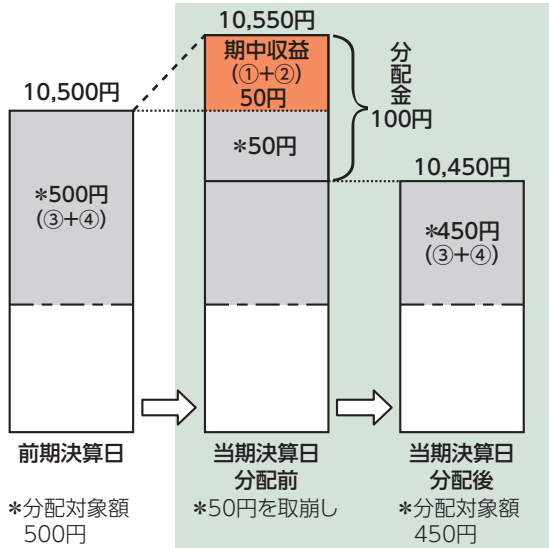 10,550円
期中収益
(①+②)
50円
分配金
100円
10,500円
*50円
*500円
(③+④)
10,450円
*450円
(③+④)
前期決算日
当期決算日
分配前
当期決算日
分配後
*分配対象額
500円
*50円を取崩し
*分配対象額
450円